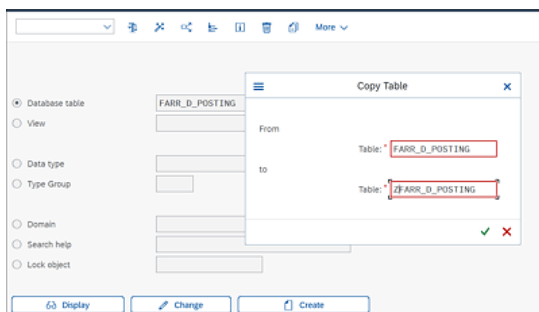 More
Copy Table
Database table
FARR_D_POSTING
View
From
Table: * FARR_D_POSTING
to
Data type
Type Group
Table: * ZFARR_D_POSTING
Domain
Search help
Lock object
Display
Change
Create